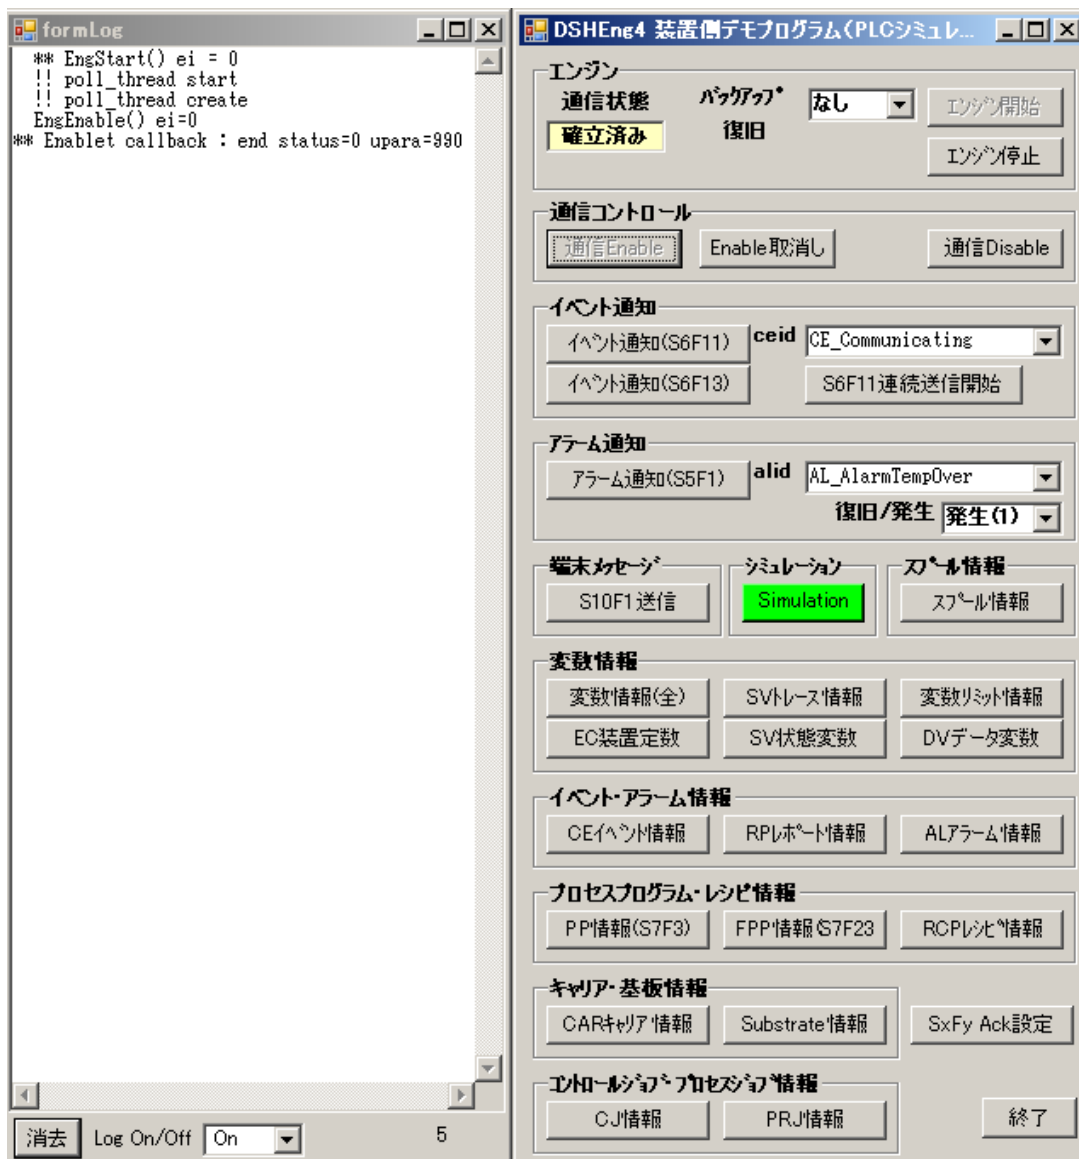 formLog
** EngStart() ei = 0
!! poll_thread start
!! poll_thread create
EngEnable() ei=0
** Enablet callback : end status=0 upara=990
消去 Log On/Off On 5
DSHEng4 装置側デモプログラム(PLCシミュレ...
エンジン
通信状態 バックアップ なし エンジン開始
確立済み 復旧
エンジン停止
通信コントロール
通信Enable Enable取消し 通信Disable
イベント通知
イベント通知(S6F11) ceid CE_Communicating
イベント通知(S6F13) S6F11連続送信開始
アラーム通知
アラーム通知(S5F1) alid AL_AlarmTempOver
復旧/発生 発生(1)
端末メッセージ シミュレーション スプール情報
S10F1送信 Simulation スプール情報
変数情報
変数情報(全) SVトレース情報 変数リミット情報
EC装置定数 SV状態変数 DVデータ変数
イベント・アラーム情報
CEイベント情報 RPレポート情報 ALアラーム情報
プロセスプログラム・レシピ情報
PP情報(S7F3) FPP情報(S7F23 RCPレシピ情報
キャリア・基板情報
CARキャリア情報 Substrate情報 SxFy Ack設定
コントロールジョブ・プロセスジョブ情報
CJ情報 PRJ情報 終了